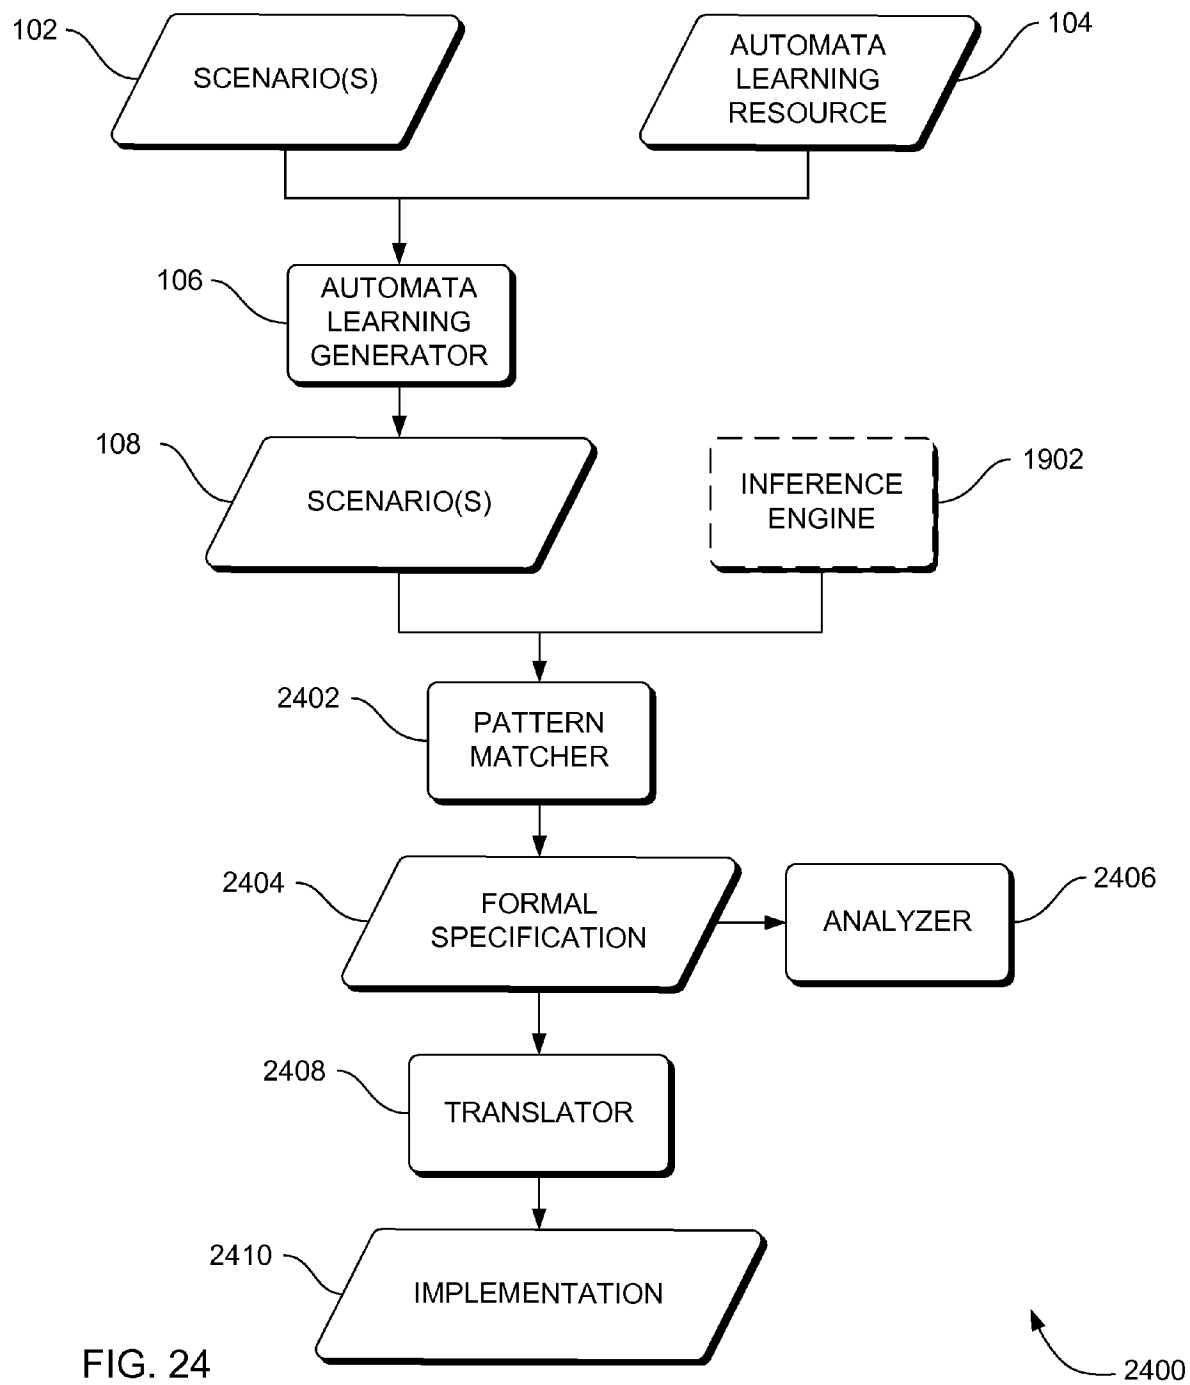 102
SCENARIO(S)
AUTOMATA
LEARNING
RESOURCE
104
106
AUTOMATA
LEARNING
GENERATOR
108
SCENARIO(S)
INFERENCE
ENGINE
1902
2402
PATTERN
MATCHER
2404
FORMAL
SPECIFICATION
ANALYZER
2406
2408
TRANSLATOR
2410
IMPLEMENTATION
FIG. 24
2400